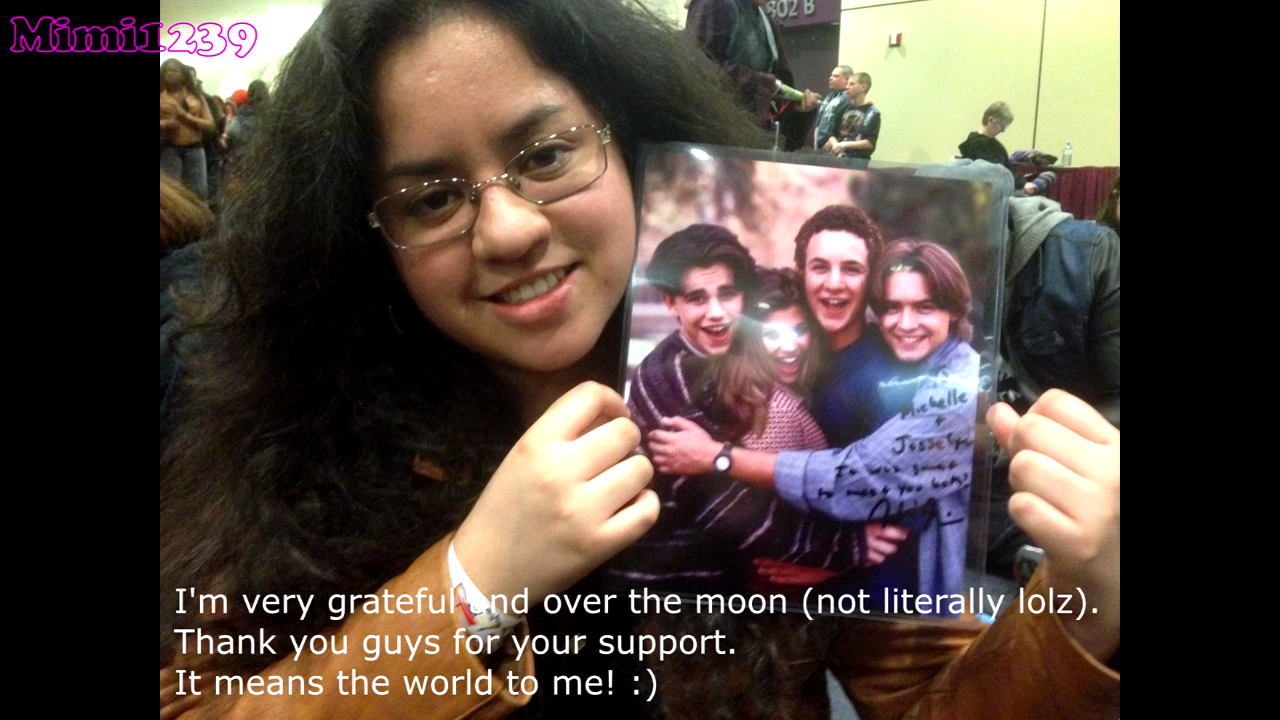 Mimi1239
802 B
Michelle
+
Josselyn
It was great
to meet you both
I'm very grateful and over the moon (not literally lolz).
Thank you guys for your support.
It means the world to me! :)